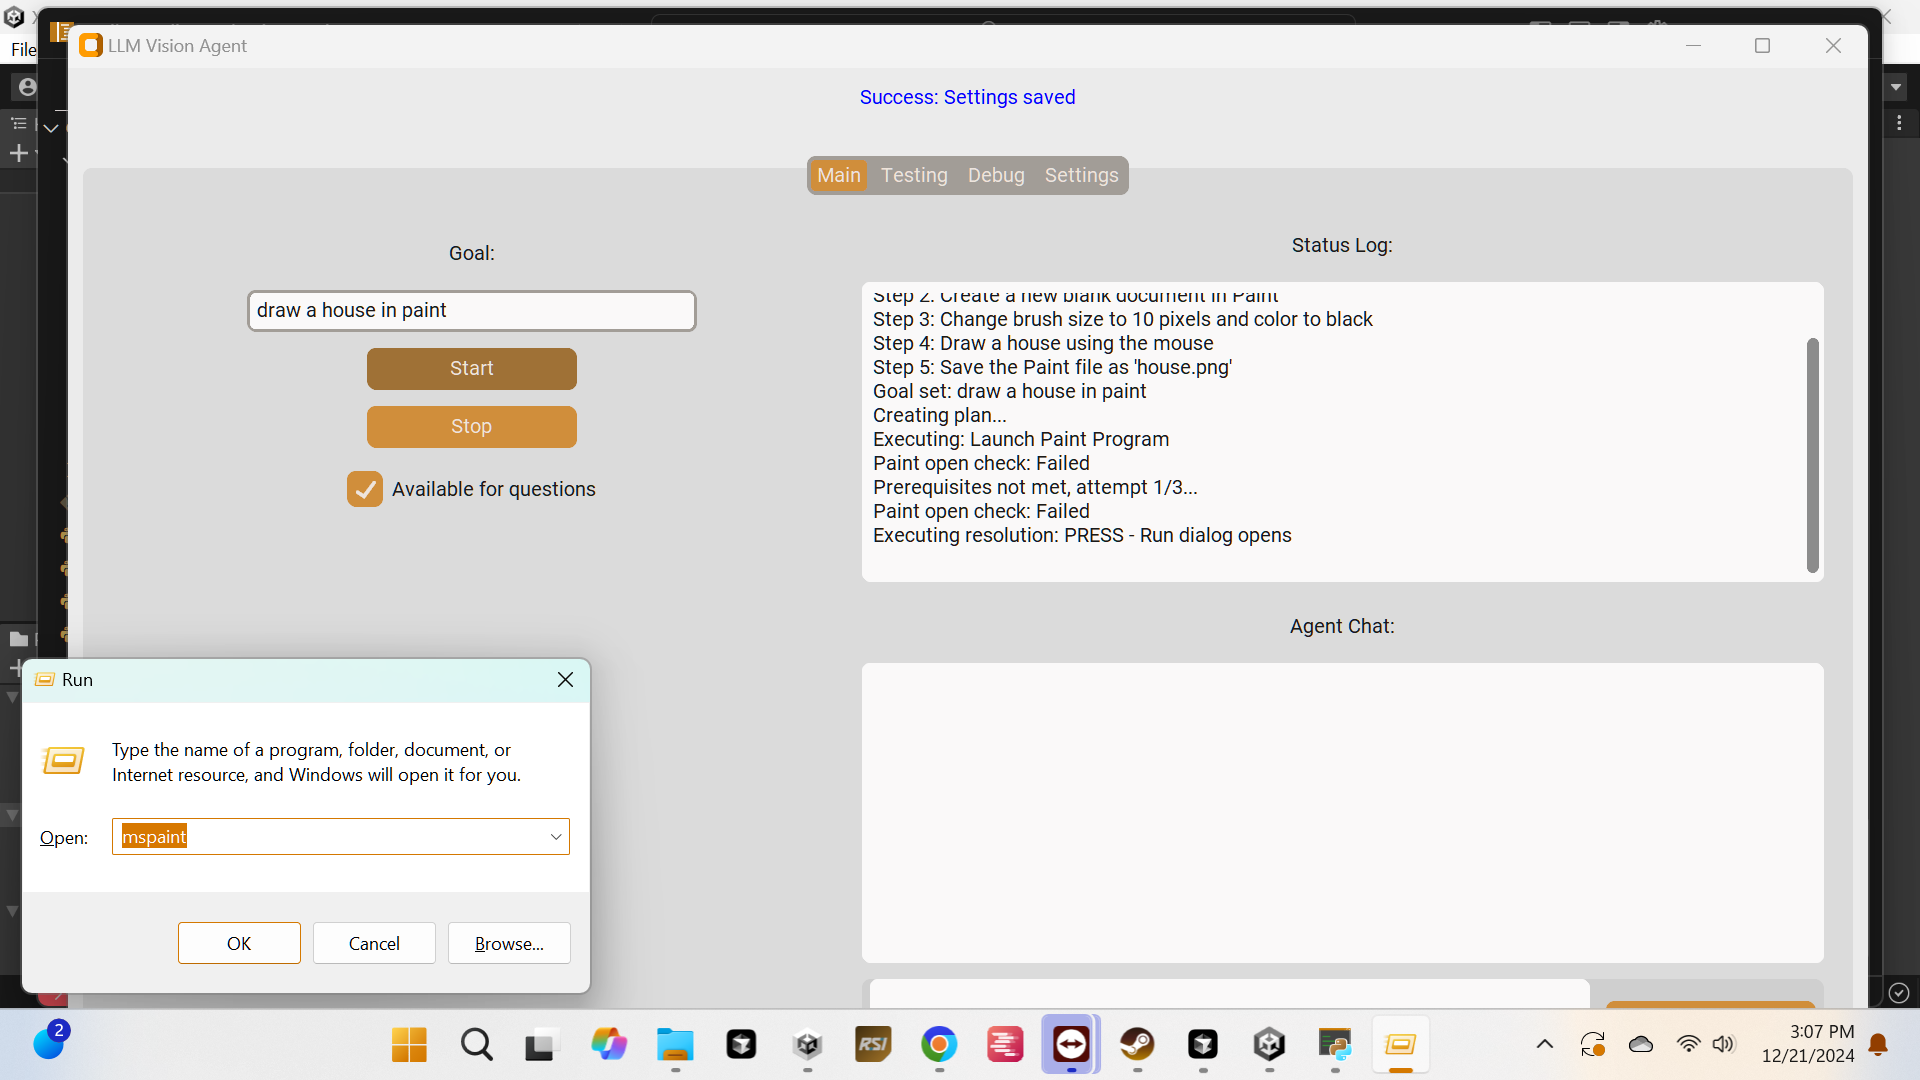 File
LLM Vision Agent
Success: Settings saved
Main Testing Debug Settings
Goal:
draw a house in paint
Start
Stop
Available for questions
Status Log:
Step 2: Create a new blank document in Paint
Step 3: Change brush size to 10 pixels and color to black
Step 4: Draw a house using the mouse
Step 5: Save the Paint file as 'house.png'
Goal set: draw a house in paint
Creating plan...
Executing: Launch Paint Program
Paint open check: Failed
Prerequisites not met, attempt 1/3...
Paint open check: Failed
Executing resolution: PRESS - Run dialog opens
Agent Chat:
Run
Type the name of a program, folder, document, or
Internet resource, and Windows will open it for you.
Open: mspaint
OK Cancel Browse...
2
RSI
3:07 PM
12/21/2024